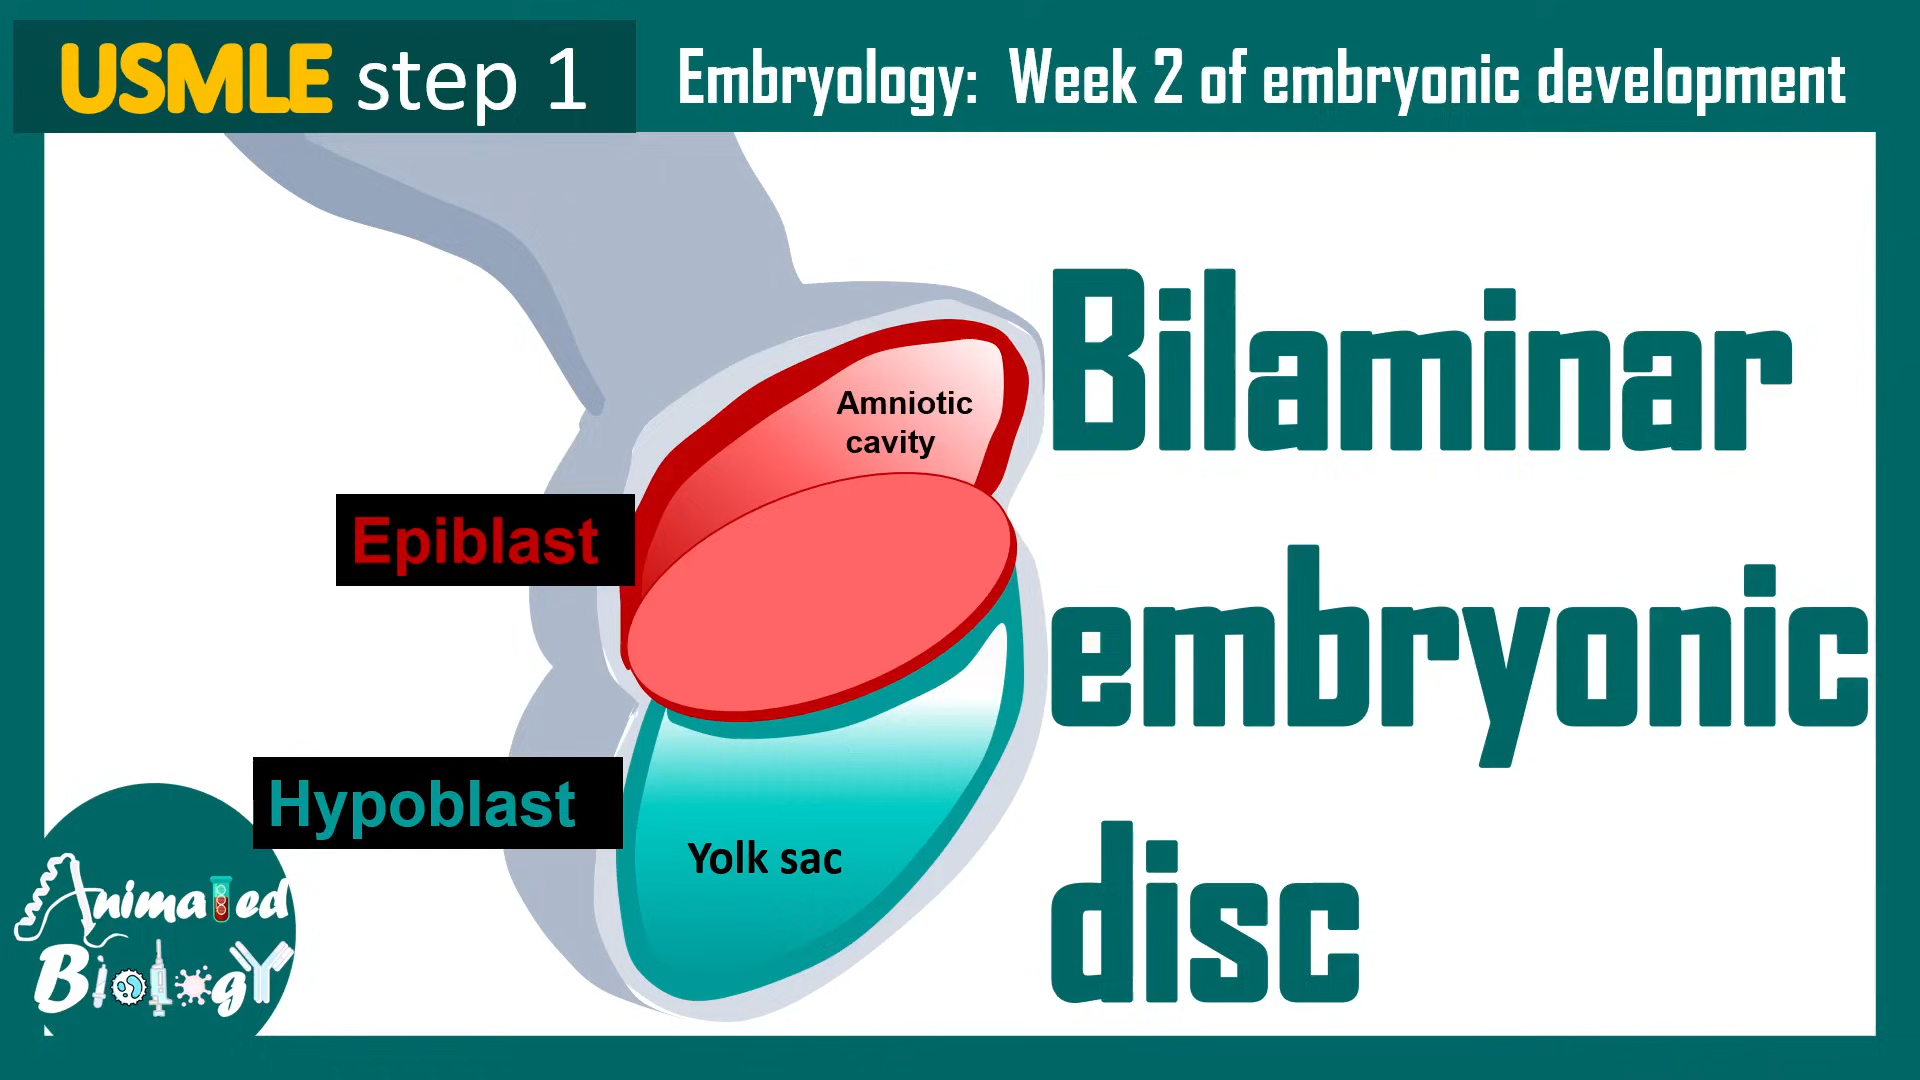 USMLE step 1
Embryology: Week 2 of embryonic development
Bilaminar
embryonic
disc
Amniotic
cavity
Epiblast
Hypoblast
Yolk sac
Animated
Biology